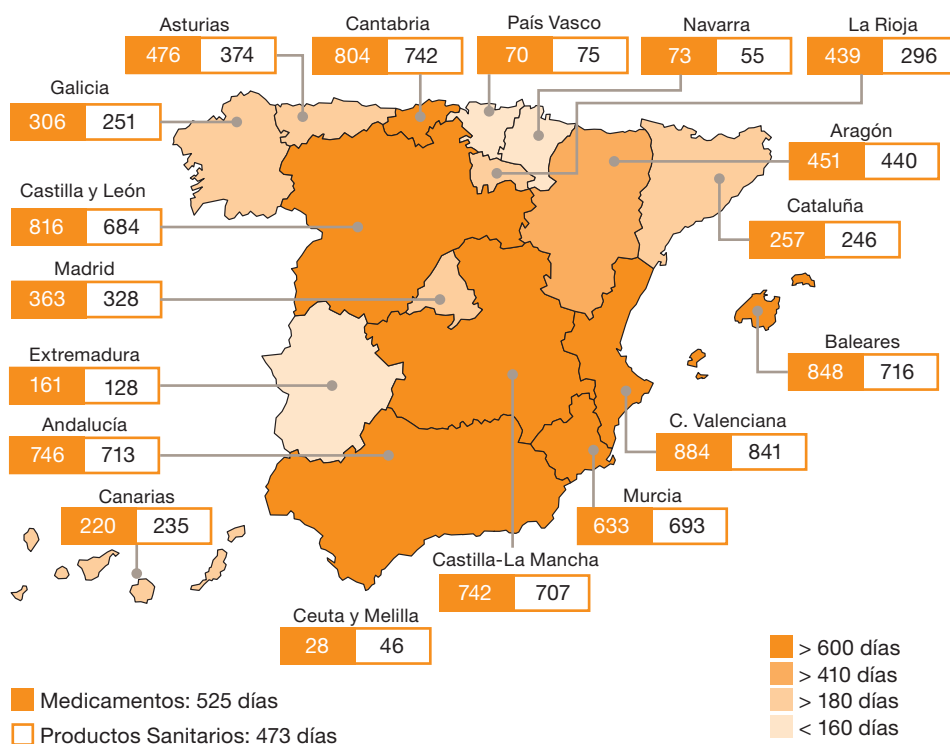 Asturias
476 374
Cantabria
804 742
País Vasco
70 75
Navarra
73 55
La Rioja
439 296
Galicia
306 251
Aragón
451 440
Castilla y León
816 684
Cataluña
257 246
Madrid
363 328
Baleares
848 716
Extremadura
161 128
Andalucía
746 713
C. Valenciana
884 841
Canarias
220 235
Murcia
633 693
Castilla-La Mancha
742 707
Ceuta y Melilla
28 46
> 600 días
> 410 días
> 180 días
< 160 días
Medicamentos: 525 días
Productos Sanitarios: 473 días